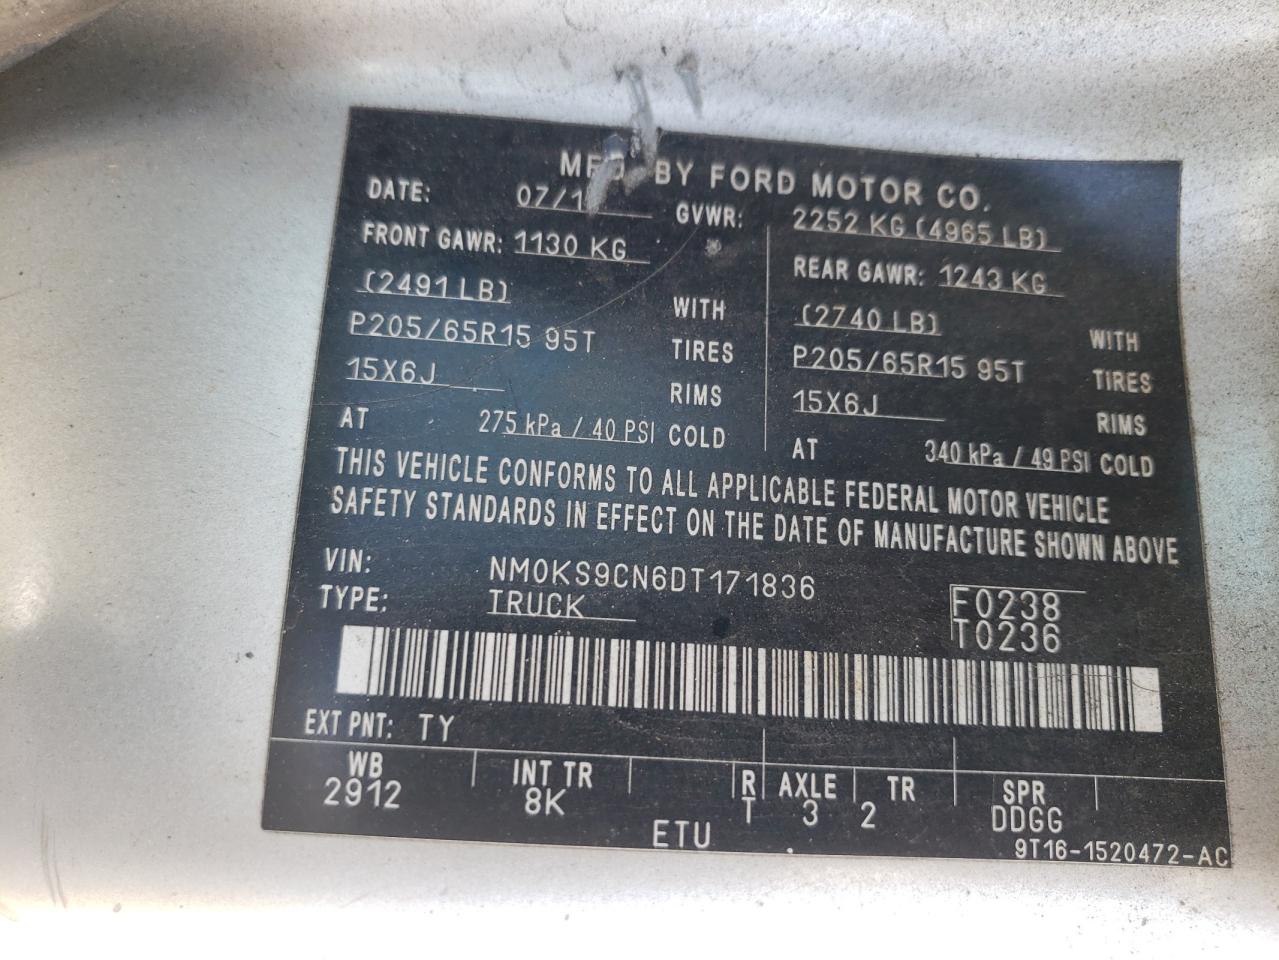 MFD. BY FORD MOTOR CO.
DATE: 07/1 GVWR: 2252 KG (4965 LB)
FRONT GAWR: 1130 KG REAR GAWR: 1243 KG
(2491 LB) WITH (2740 LB) WITH
P205/65R15 95T TIRES P205/65R15 95T TIRES
15X6J RIMS 15X6J RIMS
AT 275 kPa / 40 PSI COLD AT 340 kPa / 49 PSI COLD
THIS VEHICLE CONFORMS TO ALL APPLICABLE FEDERAL MOTOR VEHICLE
SAFETY STANDARDS IN EFFECT ON THE DATE OF MANUFACTURE SHOWN ABOVE
VIN: NM0KS9CN6DT171836
TYPE: TRUCK
F0238
T0236
EXT PNT: TY
WB INT TR R AXLE TR SPR
2912 8K T 3 2 DDGG
ETU
9T16-1520472-AC